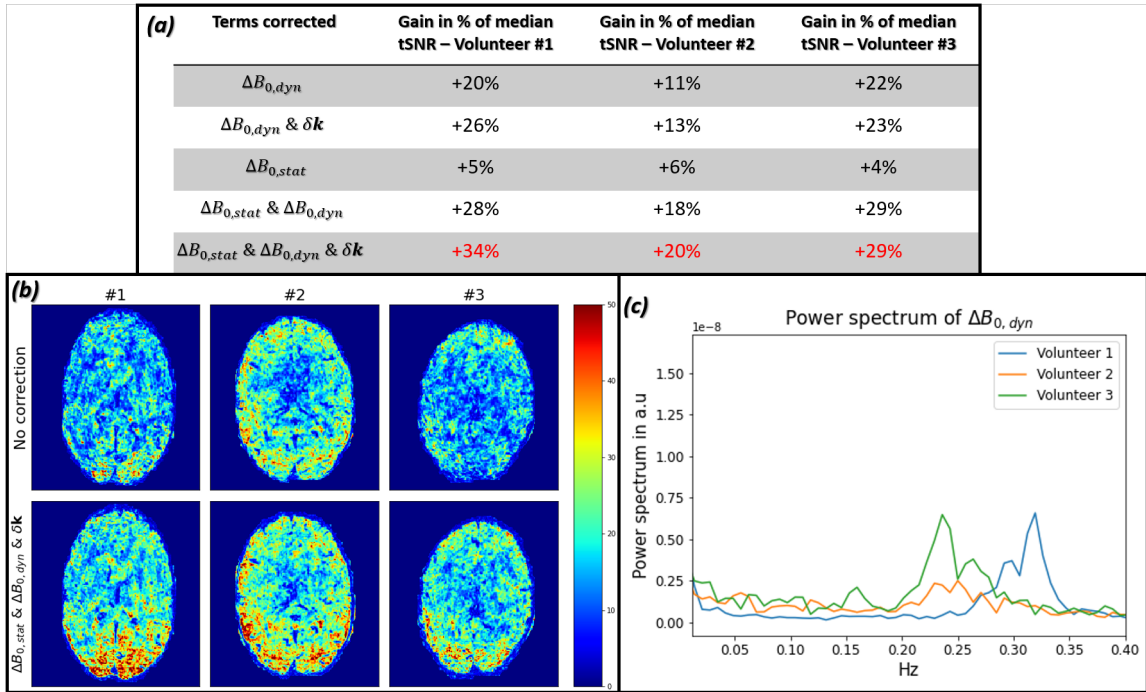 (a) Terms corrected Gain in % of median tSNR – Volunteer #1 Gain in % of median tSNR – Volunteer #2 Gain in % of median tSNR – Volunteer #3
ΔB₀,dyn +20% +11% +22%
ΔB₀,dyn & δk +26% +13% +23%
ΔB₀,stat +5% +6% +4%
ΔB₀,stat & ΔB₀,dyn +28% +18% +29%
ΔB₀,stat & ΔB₀,dyn & δk +34% +20% +29%
(b)
#1 #2 #3
No correction
ΔB₀,stat & ΔB₀,dyn & δk
50
40
30
20
10
0
(c)
Power spectrum of ΔB₀, dyn
1e-8
Volunteer 1
Volunteer 2
Volunteer 3
Power spectrum in a.u
1.50
1.25
1.00
0.75
0.50
0.25
0.00
0.05 0.10 0.15 0.20 0.25 0.30 0.35 0.40
Hz